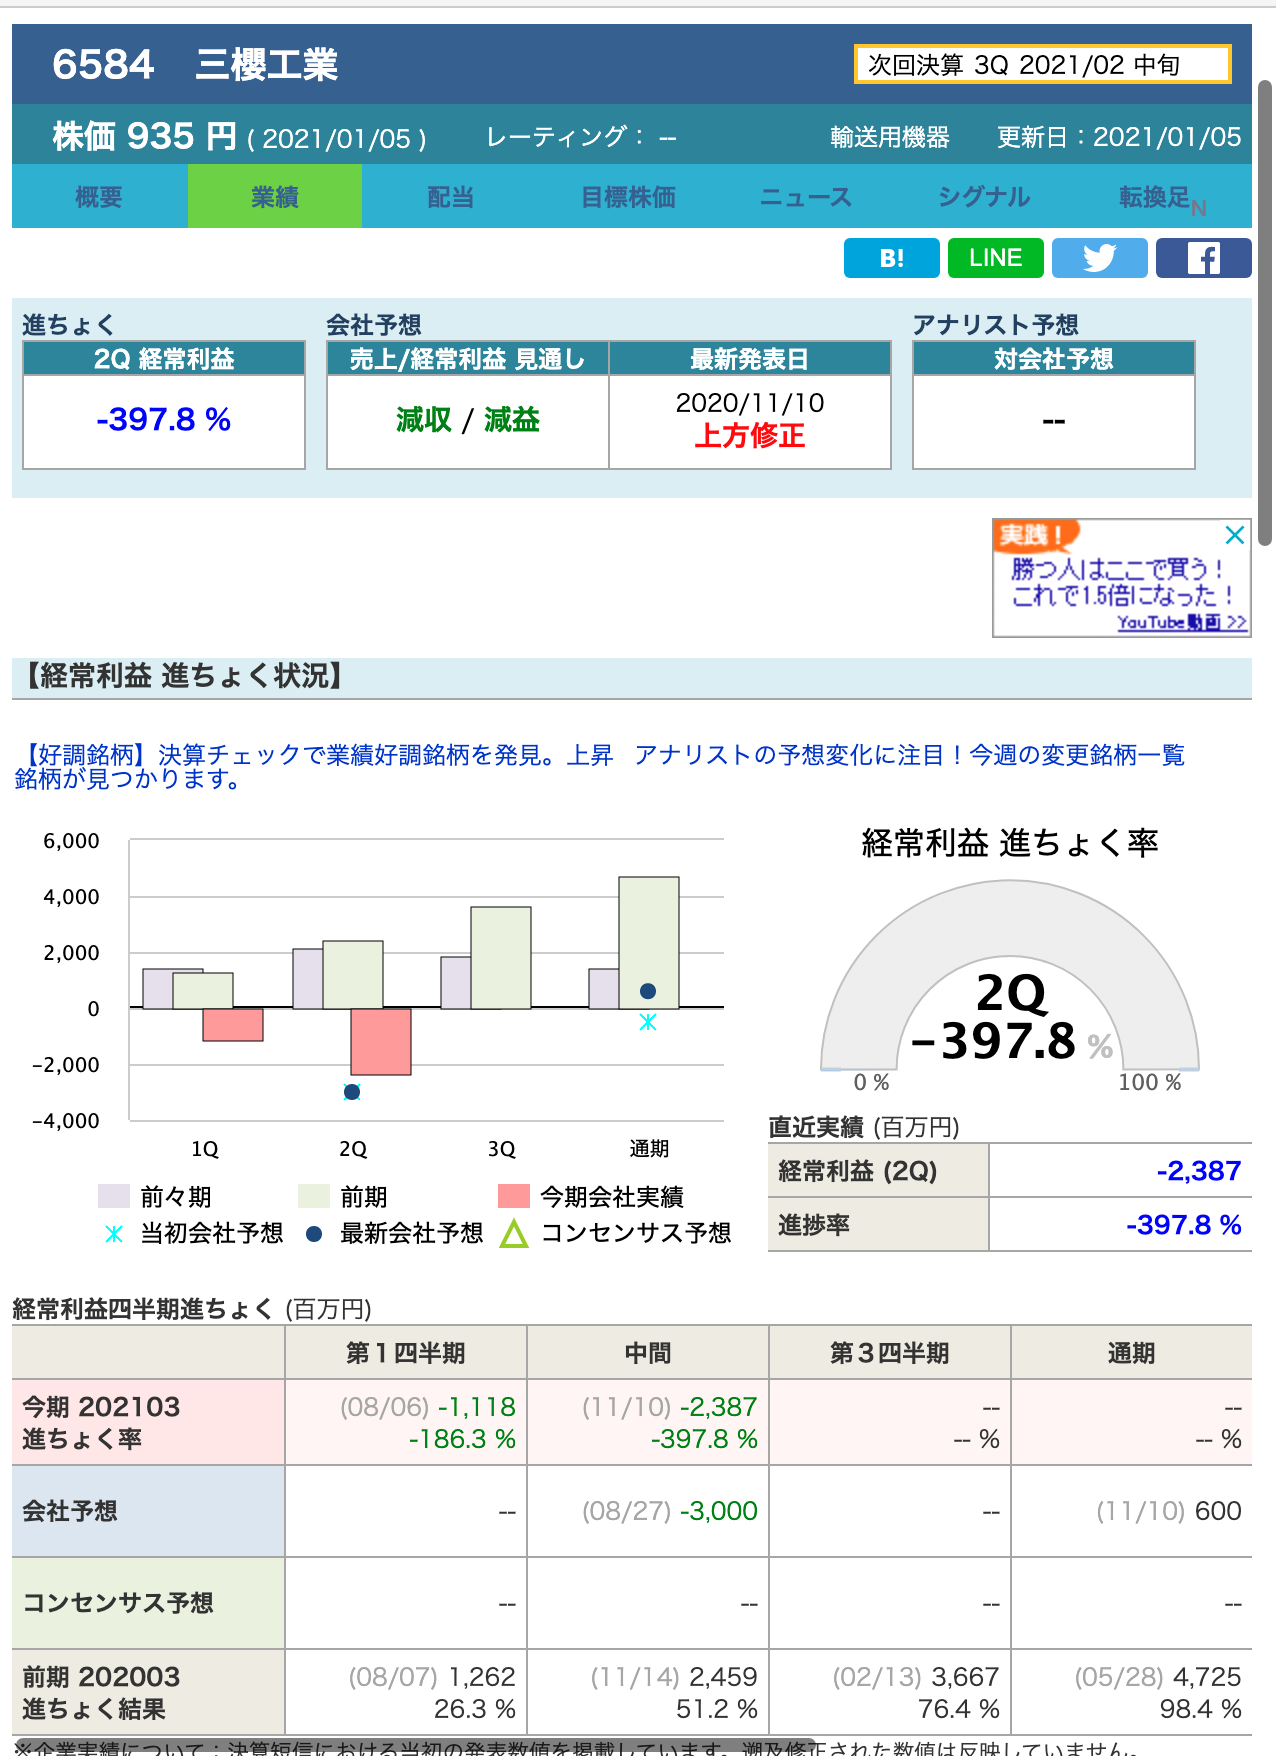 6584　三櫻工業
次回決算 3Q 2021/02 中旬
株価 935 円 ( 2021/01/05 )　レーティング： --　輸送用機器　更新日：2021/01/05
概要　業績　配当　目標株価　ニュース　シグナル　転換足N
B!　LINE
進ちょく　会社予想　アナリスト予想
2Q 経常利益　売上/経常利益 見通し　最新発表日　対会社予想
-397.8 %　減収 / 減益　2020/11/10　--
上方修正
実践！
勝つ人はここで買う！
これで1.5倍になった！
YouTube動画 >>
【経常利益 進ちょく状況】
【好調銘柄】決算チェックで業績好調銘柄を発見。上昇銘柄が見つかります。
アナリストの予想変化に注目！今週の変更銘柄一覧
6,000
4,000
2,000
0
−2,000
−4,000
1Q　2Q　3Q　通期
前々期　前期　今期会社実績
当初会社予想　最新会社予想　コンセンサス予想
経常利益 進ちょく率
2Q
−397.8 %
0 %　100 %
直近実績 (百万円)
経常利益 (2Q)　-2,387
進捗率　-397.8 %
経常利益四半期進ちょく (百万円)
第１四半期　中間　第３四半期　通期
今期 202103　(08/06) -1,118　(11/10) -2,387　--　--
進ちょく率　-186.3 %　-397.8 %　-- %　-- %
会社予想　--　(08/27) -3,000　--　(11/10) 600
コンセンサス予想　--　--　--　--
前期 202003　(08/07) 1,262　(11/14) 2,459　(02/13) 3,667　(05/28) 4,725
進ちょく結果　26.3 %　51.2 %　76.4 %　98.4 %
※企業実績について：決算短信における当初の発表数値を掲載しています。遡及修正された数値は反映していません。